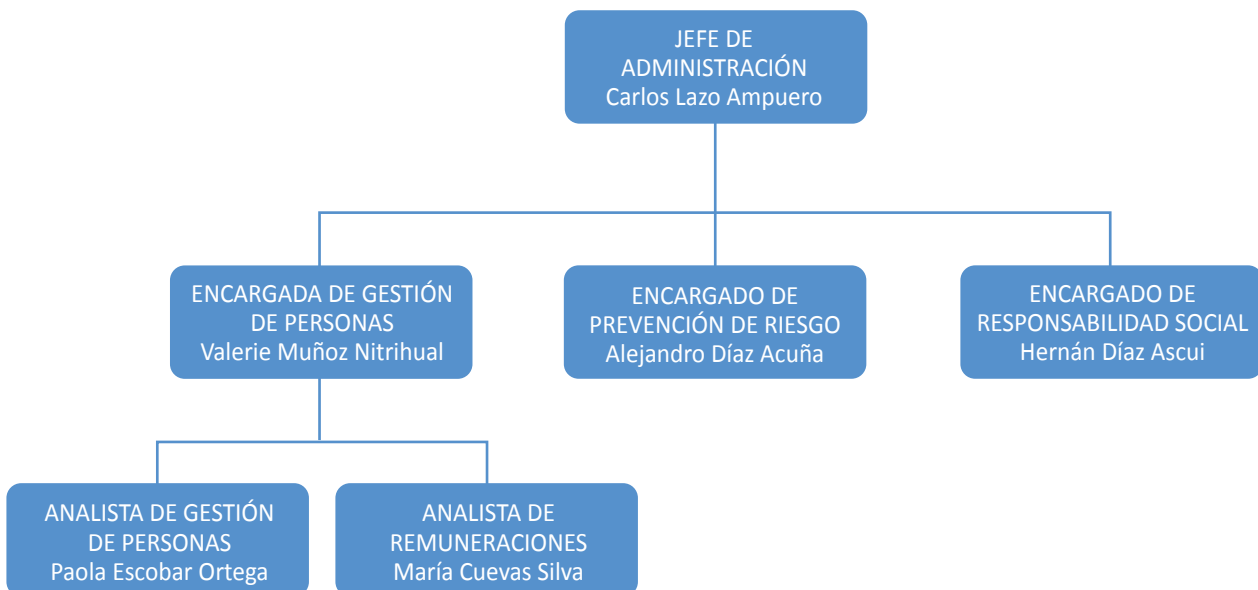 JEFE DE
ADMINISTRACIÓN
Carlos Lazo Ampuero
ENCARGADA DE GESTIÓN
DE PERSONAS
Valerie Muñoz Nitrihual
ENCARGADO DE
PREVENCIÓN DE RIESGO
Alejandro Díaz Acuña
ENCARGADO DE
RESPONSABILIDAD SOCIAL
Hernán Díaz Ascui
ANALISTA DE GESTIÓN
DE PERSONAS
Paola Escobar Ortega
ANALISTA DE
REMUNERACIONES
María Cuevas Silva